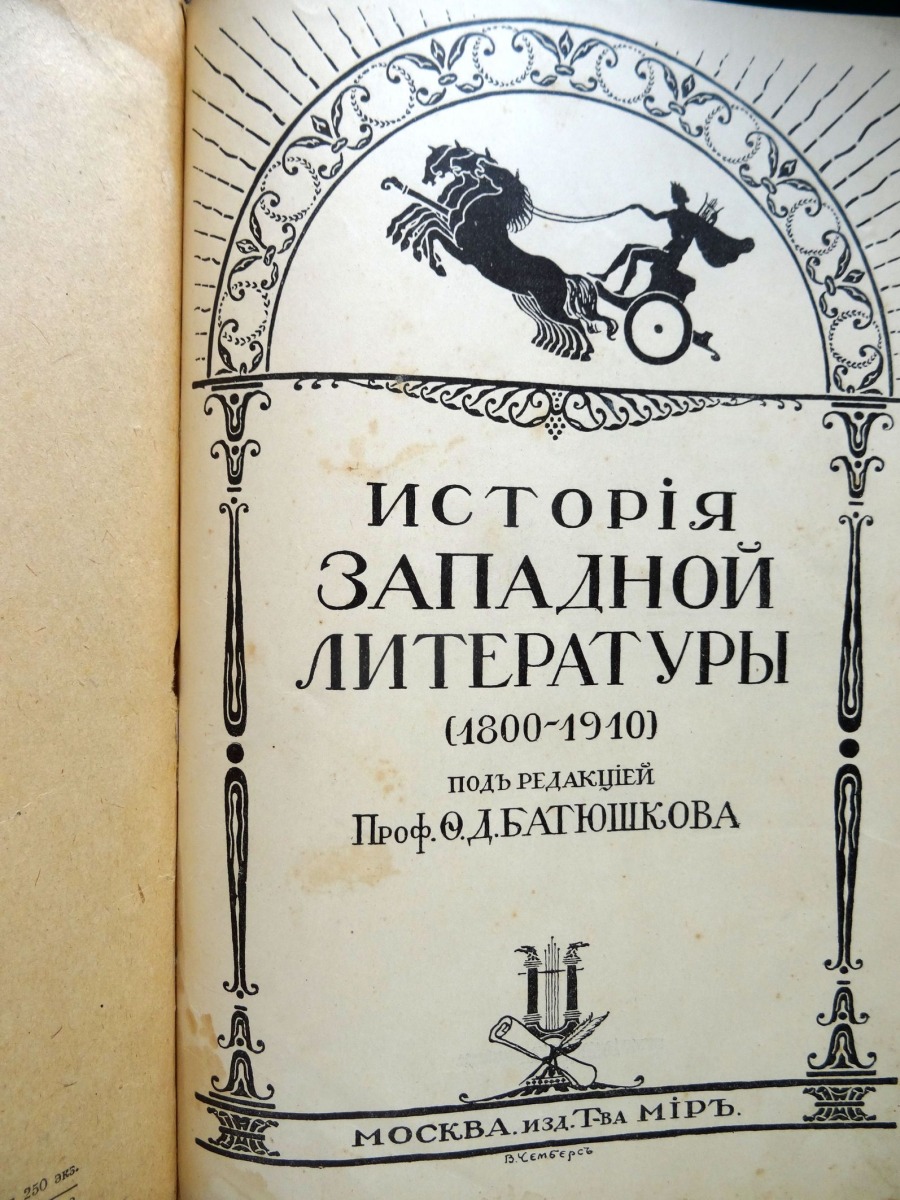 ИСТОРІЯ
ЗАПАДНОЙ
ЛИТЕРАТУРЫ
(1800-1910)
ПОДЪ РЕДАКЦІЕЙ
Проф. Ѳ. Д. БАТЮШКОВА
МОСКВА. ИЗД. Т-ВА МІРЪ.
В. Чемберсъ
250 экз.